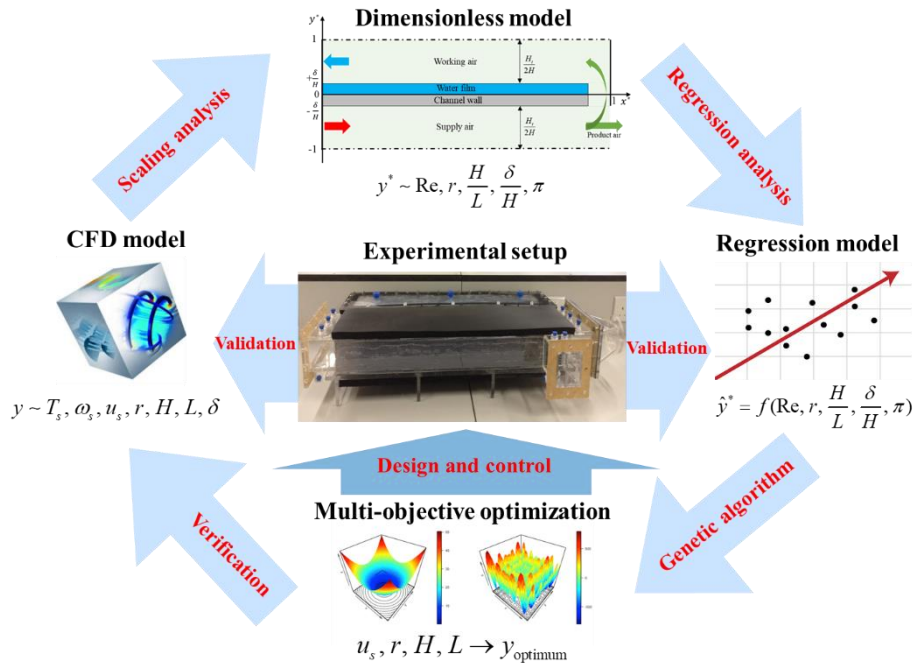 Dimensionless model
y*
1
Working air
H_L
2H
+δ
H
Water film
0
Channel wall
1 x*
-δ
H
Supply air
H_L
2H
Product air
-1
y* ~ Re, r, H/L, δ/H, π
Scaling analysis
Regression analysis
CFD model
Experimental setup
Regression model
Validation
Validation
y ~ T_s, ω_s, u_s, r, H, L, δ
ŷ* = f(Re, r, H/L, δ/H, π)
Design and control
Multi-objective optimization
Verification
Genetic algorithm
u_s, r, H, L → y_optimum